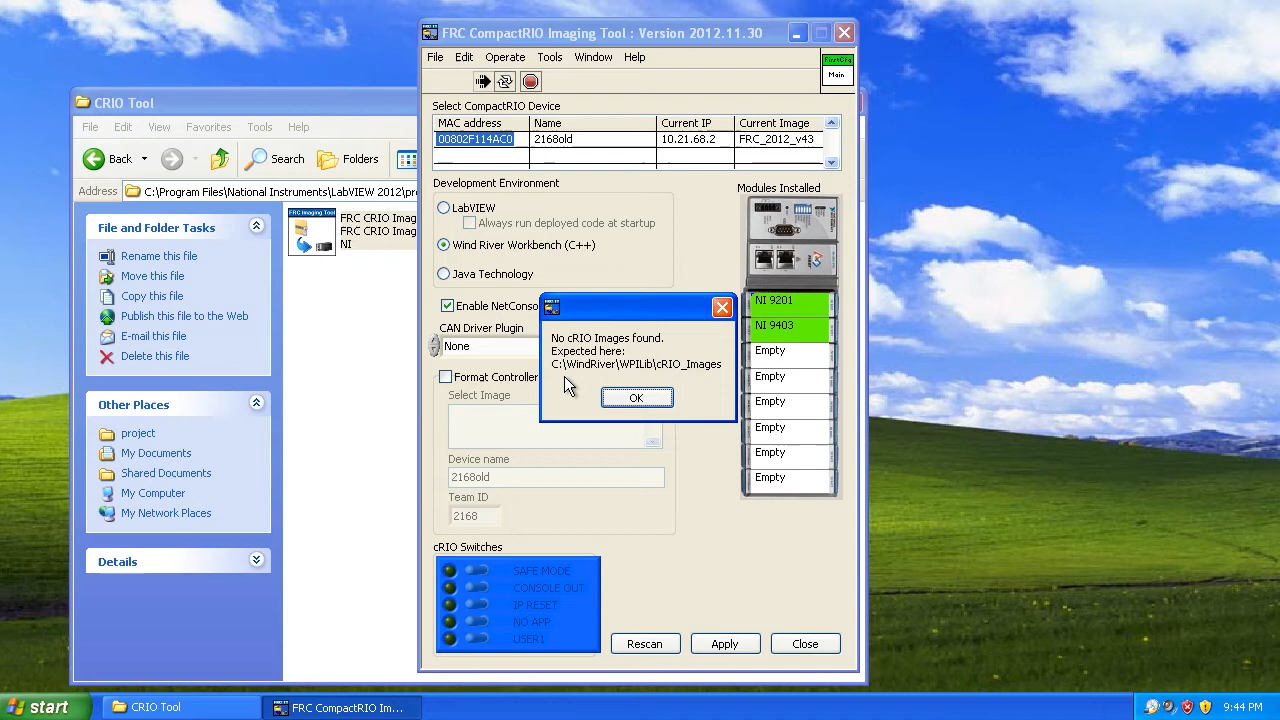 FRC CompactRIO Imaging Tool : Version 2012.11.30
File Edit Operate Tools Window Help
FirstCfg
Main
Select CompactRIO Device
MAC address Name Current IP Current Image
00802F114AC0 2168old 10.21.68.2 FRC_2012_v43
Development Environment
LabVIEW
Always run deployed code at startup
Wind River Workbench (C++)
Java Technology
Enable NetConso
CAN Driver Plugin
None
Format Controller
Select Image
Device name
2168old
Team ID
2168
Modules Installed
NI 9201
NI 9403
Empty
Empty
Empty
Empty
Empty
Empty
cRIO Switches
SAFE MODE
CONSOLE OUT
IP RESET
NO APP
USER1
Rescan Apply Close
No cRIO Images found.
Expected here:
C:\WindRiver\WPILib\cRIO_Images
OK
CRIO Tool
File Edit View Favorites Tools Help
Back Search Folders
Address C:\Program Files\National Instruments\LabVIEW 2012\pr
File and Folder Tasks
Rename this file
Move this file
Copy this file
Publish this file to the Web
E-mail this file
Delete this file
Other Places
project
My Documents
Shared Documents
My Computer
My Network Places
Details
FRC Imaging Tool
FRC CRIO Imag
FRC CRIO Imag
NI
start CRIO Tool FRC CompactRIO Im... 9:44 PM